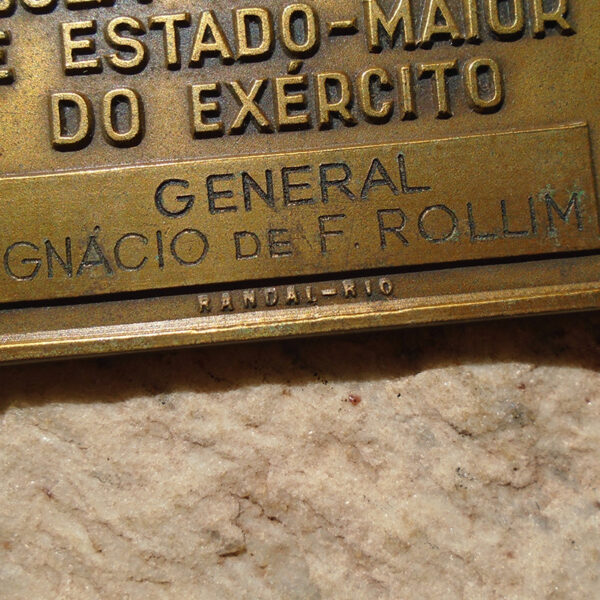 ESTADO-MAIOR
DO EXÉRCITO
GENERAL
GNÁCIO DE F. ROLLIM
RANDAL-RIO